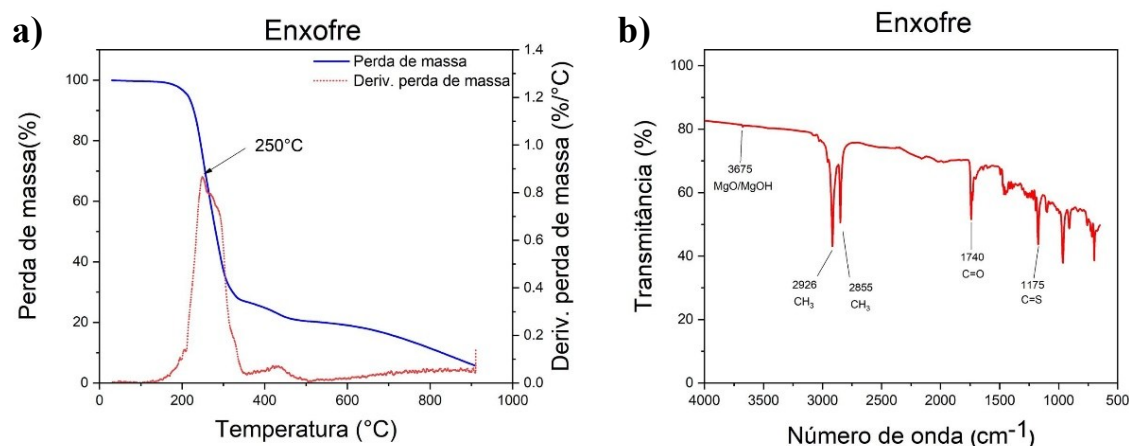 a)
Enxofre
Perda de massa
Deriv. perda de massa
250°C
100
80
60
40
20
0
Perda de massa(%)
1.4
1.2
1.0
0.8
0.6
0.4
0.2
0.0
Deriv. perda de massa (%/°C)
0
200
400
600
800
1000
Temperatura (°C)
b)
Enxofre
100
80
60
40
20
0
Transmitância (%)
3675
MgO/MgOH
2926
CH₃
2855
CH₃
1740
C=O
1175
C=S
4000
3500
3000
2500
2000
1500
1000
500
Número de onda (cm⁻¹)